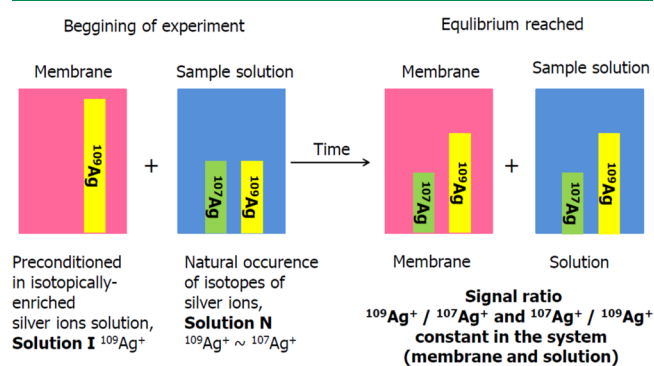 Beggining of experiment
Equlibrium reached
Membrane
Sample solution
Membrane
Sample solution
109Ag
+
107Ag
109Ag
Time
107Ag
109Ag
+
107Ag
109Ag
Preconditioned
in isotopically-
enriched
silver ions solution,
Solution I ¹⁰⁹Ag⁺
Natural occurence
of isotopes of
silver ions,
Solution N
¹⁰⁹Ag⁺ ~ ¹⁰⁷Ag⁺
Membrane
Solution
Signal ratio
¹⁰⁹Ag⁺ / ¹⁰⁷Ag⁺ and ¹⁰⁷Ag⁺ / ¹⁰⁹Ag⁺
constant in the system
(membrane and solution)